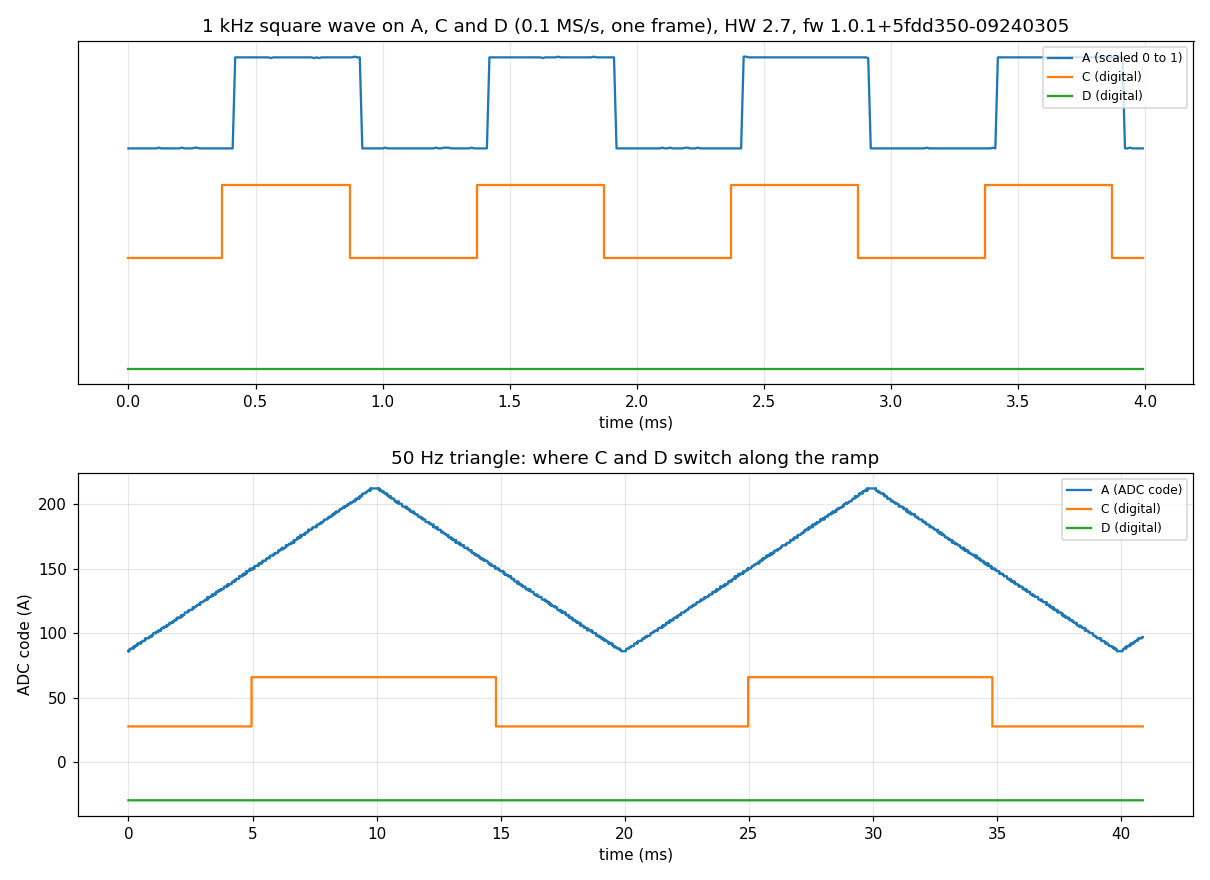 1 kHz square wave on A, C and D (0.1 MS/s, one frame), HW 2.7, fw 1.0.1+5fdd350-09240305
A (scaled 0 to 1)
C (digital)
D (digital)
0.0 0.5 1.0 1.5 2.0 2.5 3.0 3.5 4.0
time (ms)
50 Hz triangle: where C and D switch along the ramp
A (ADC code)
C (digital)
D (digital)
ADC code (A)
200
150
100
50
0
0 5 10 15 20 25 30 35 40
time (ms)